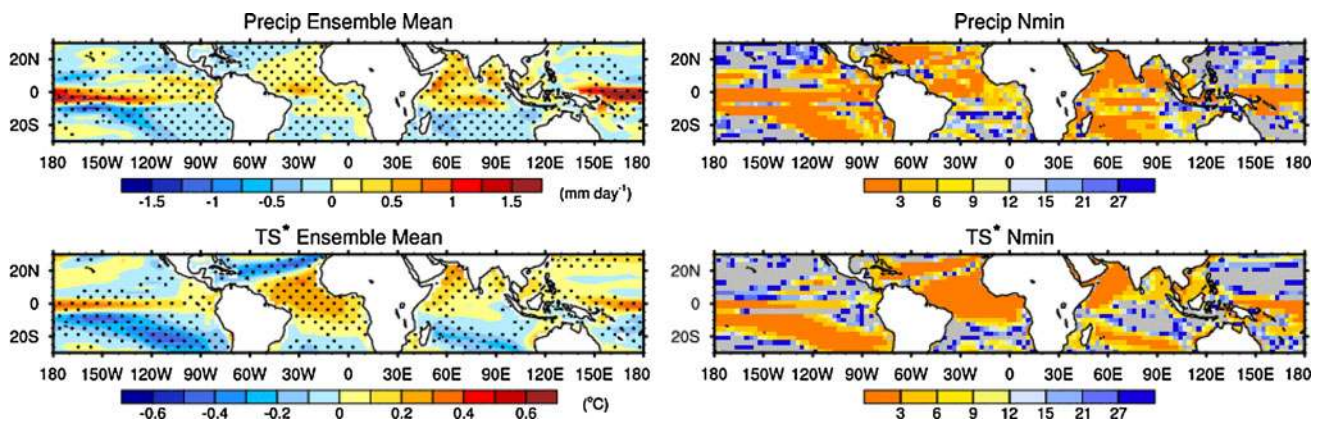 Precip Ensemble Mean
20N
0
20S
180 150W 120W 90W 60W 30W 0 30E 60E 90E 120E 150E 180
-1.5 -1 -0.5 0 0.5 1 1.5 (mm day-1)
Precip Nmin
20N
0
20S
180 150W 120W 90W 60W 30W 0 30E 60E 90E 120E 150E 180
3 6 9 12 15 21 27
TS* Ensemble Mean
20N
0
20S
180 150W 120W 90W 60W 30W 0 30E 60E 90E 120E 150E 180
-0.6 -0.4 -0.2 0 0.2 0.4 0.6 (°C)
TS* Nmin
20N
0
20S
180 150W 120W 90W 60W 30W 0 30E 60E 90E 120E 150E 180
3 6 9 12 15 21 27